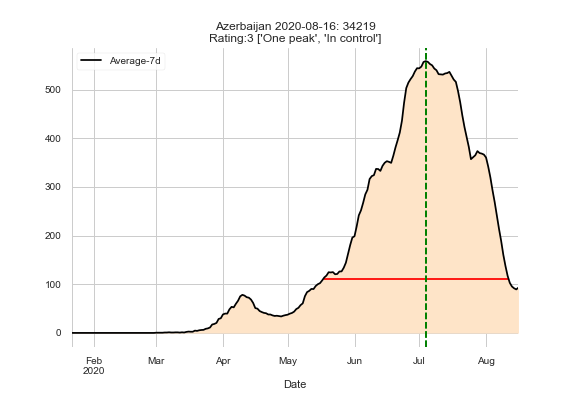 Azerbaijan 2020-08-16: 34219
Rating:3 ['One peak', 'In control']
Average-7d
500
400
300
200
100
0
Feb Mar Apr May Jun Jul Aug
2020
Date